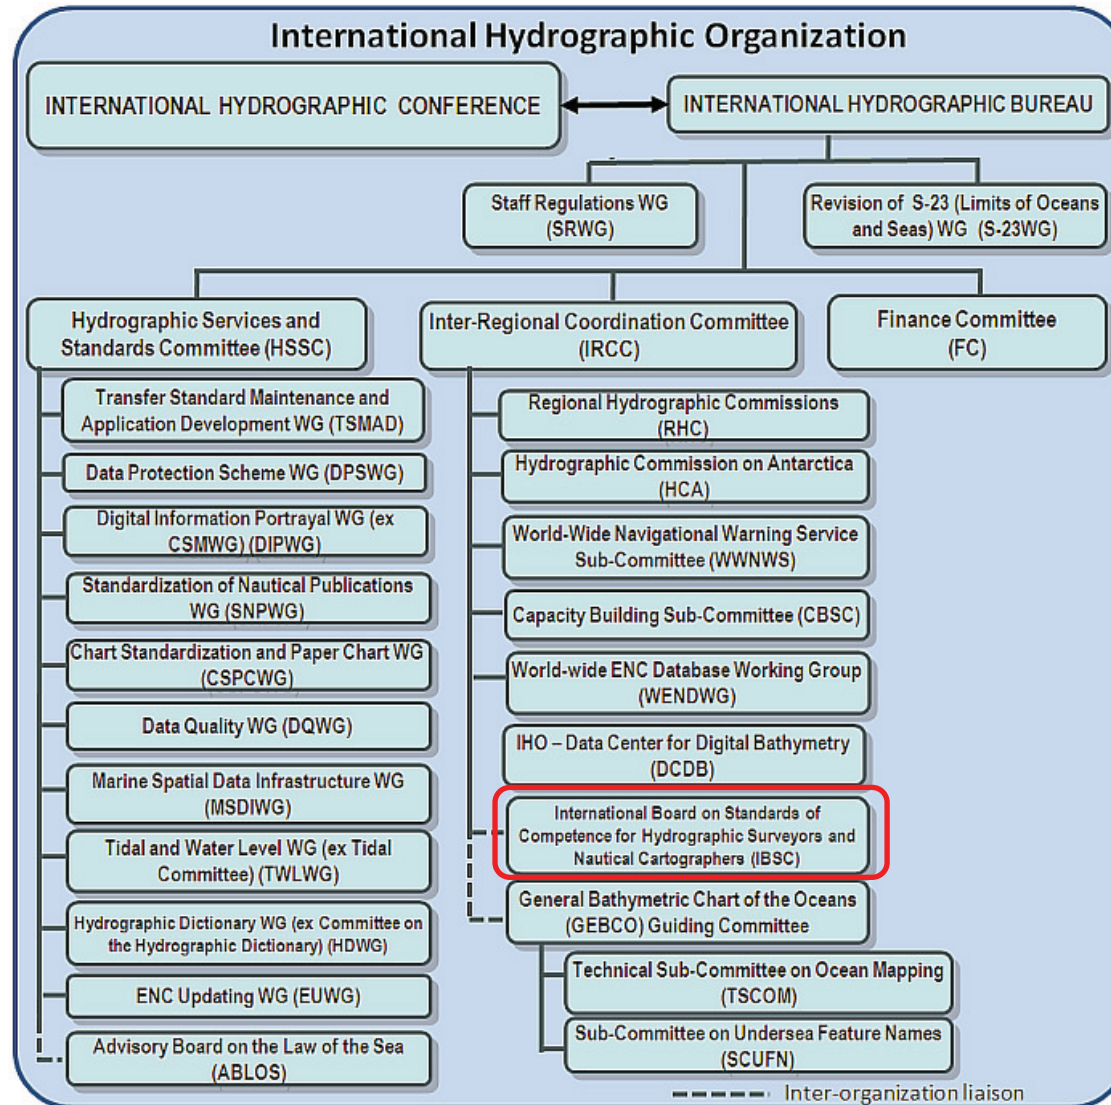 International Hydrographic Organization
INTERNATIONAL HYDROGRAPHIC CONFERENCE
INTERNATIONAL HYDROGRAPHIC BUREAU
Staff Regulations WG
(SRWG)
Revision of S-23 (Limits of Oceans
and Seas) WG (S-23WG)
Hydrographic Services and
Standards Committee (HSSC)
Inter-Regional Coordination Committee
(IRCC)
Finance Committee
(FC)
Transfer Standard Maintenance and
Application Development WG (TSMAD)
Data Protection Scheme WG (DPSWG)
Digital Information Portrayal WG (ex
CSMWG) (DIPWG)
Standardization of Nautical Publications
WG (SNPWG)
Chart Standardization and Paper Chart WG
(CSPCWG)
Data Quality WG (DQWG)
Marine Spatial Data Infrastructure WG
(MSDIWG)
Tidal and Water Level WG (ex Tidal
Committee) (TWLWG)
Hydrographic Dictionary WG (ex Committee on
the Hydrographic Dictionary) (HDWG)
ENC Updating WG (EUWG)
Advisory Board on the Law of the Sea
(ABLOS)
Regional Hydrographic Commissions
(RHC)
Hydrographic Commission on Antarctica
(HCA)
World-Wide Navigational Warning Service
Sub-Committee (WWNWS)
Capacity Building Sub-Committee (CBSC)
World-wide ENC Database Working Group
(WENDWG)
IHO – Data Center for Digital Bathymetry
(DCDB)
International Board on Standards of
Competence for Hydrographic Surveyors and
Nautical Cartographers (IBSC)
General Bathymetric Chart of the Oceans
(GEBCO) Guiding Committee
Technical Sub-Committee on Ocean Mapping
(TSCOM)
Sub-Committee on Undersea Feature Names
(SCUFN)
Inter-organization liaison